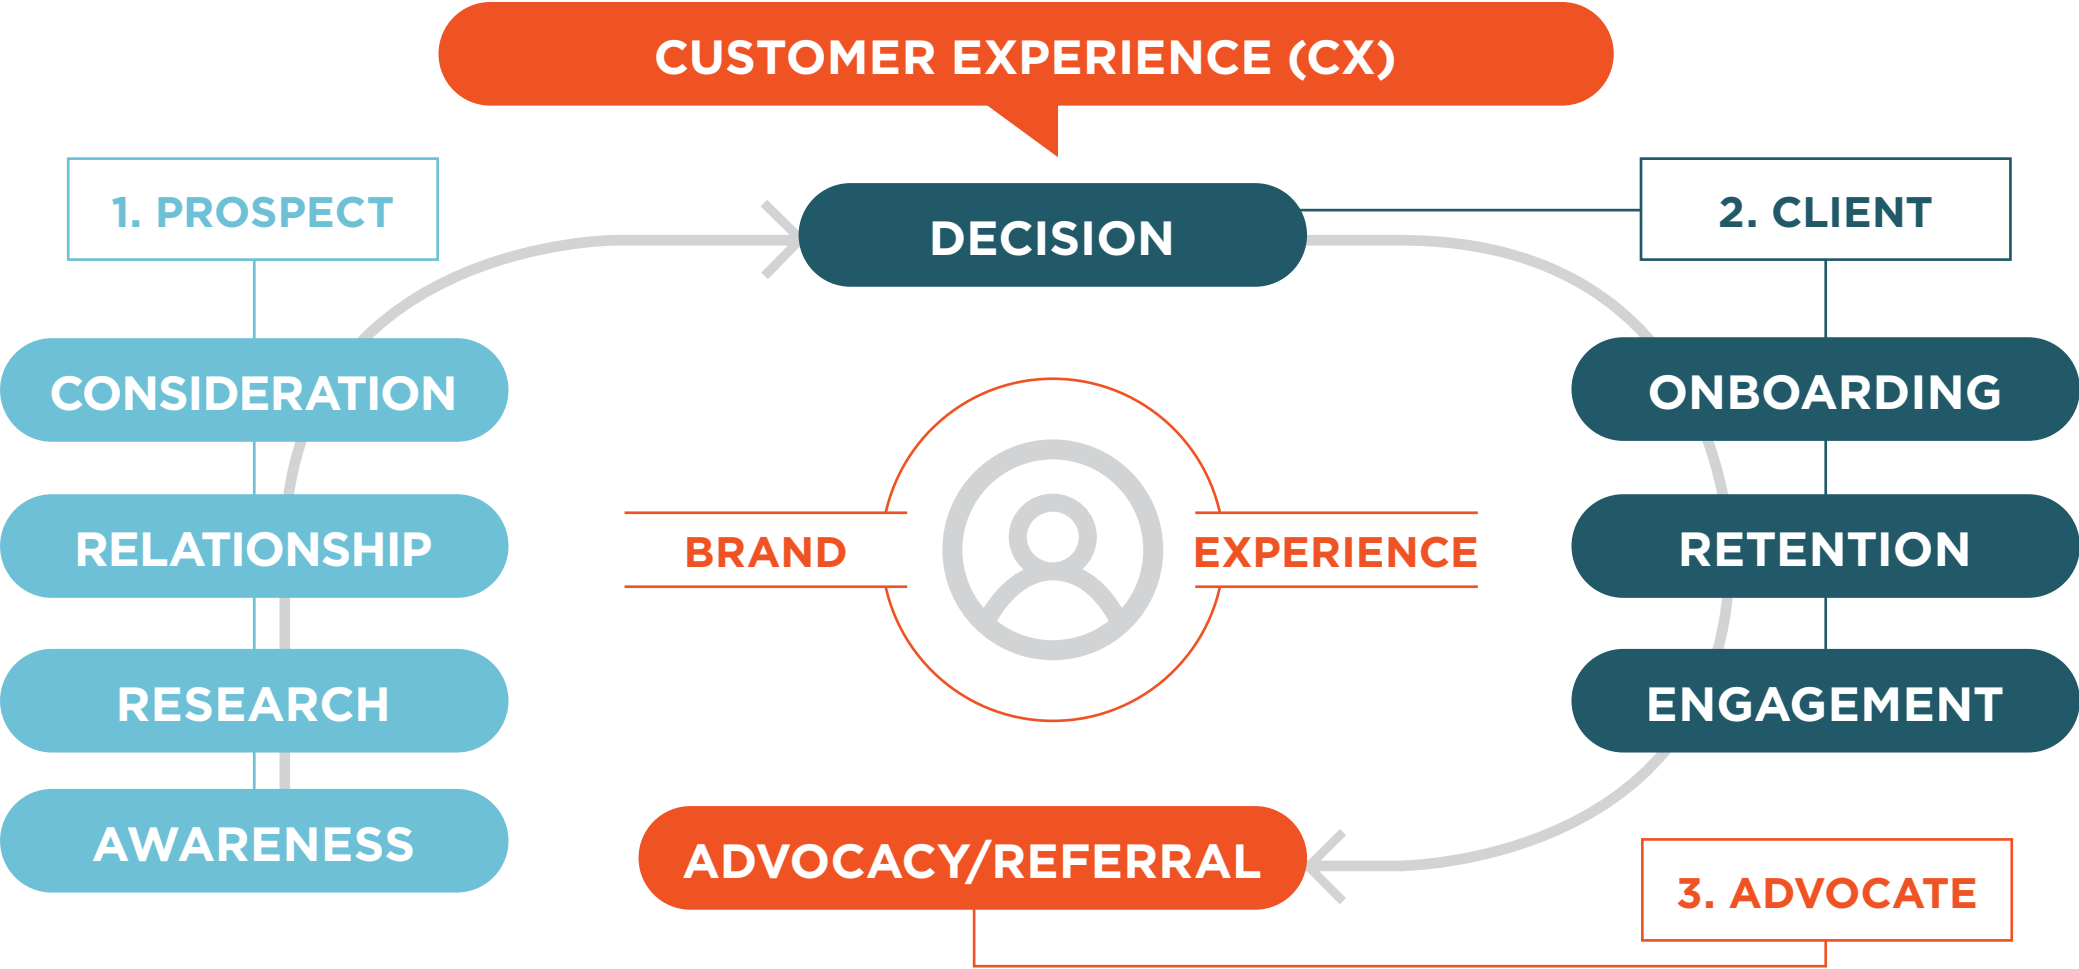 CUSTOMER EXPERIENCE (CX)
1. PROSPECT
DECISION
2. CLIENT
CONSIDERATION
ONBOARDING
RELATIONSHIP
BRAND
EXPERIENCE
RETENTION
RESEARCH
ENGAGEMENT
AWARENESS
ADVOCACY/REFERRAL
3. ADVOCATE